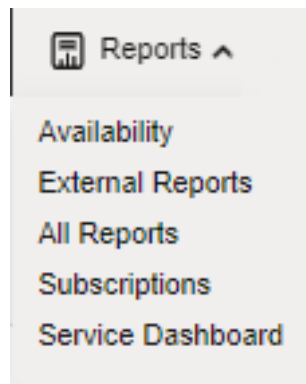 Reports
Availability
External Reports
All Reports
Subscriptions
Service Dashboard